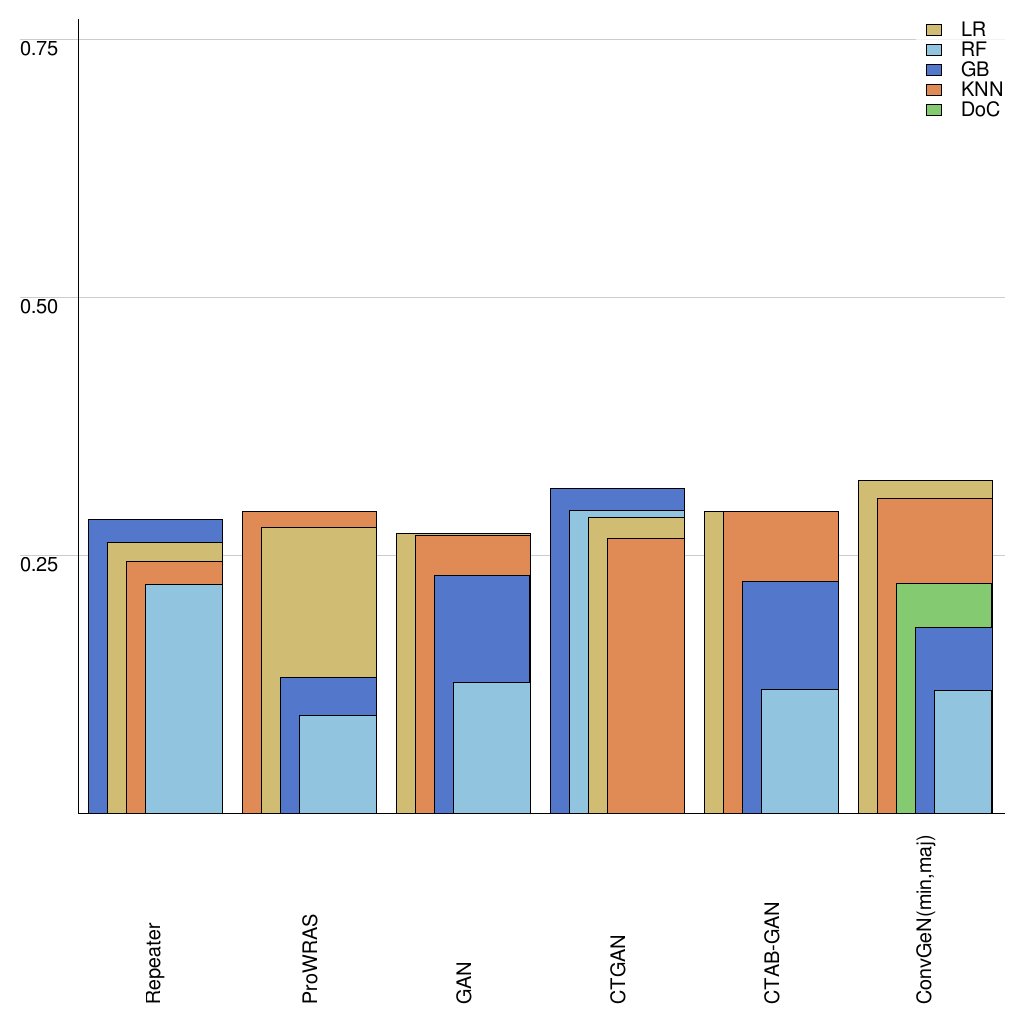 0.75
0.50
0.25
LR
RF
GB
KNN
DoC
Repeater
ProWRAS
GAN
CTGAN
CTAB-GAN
ConvGeN(min,maj)